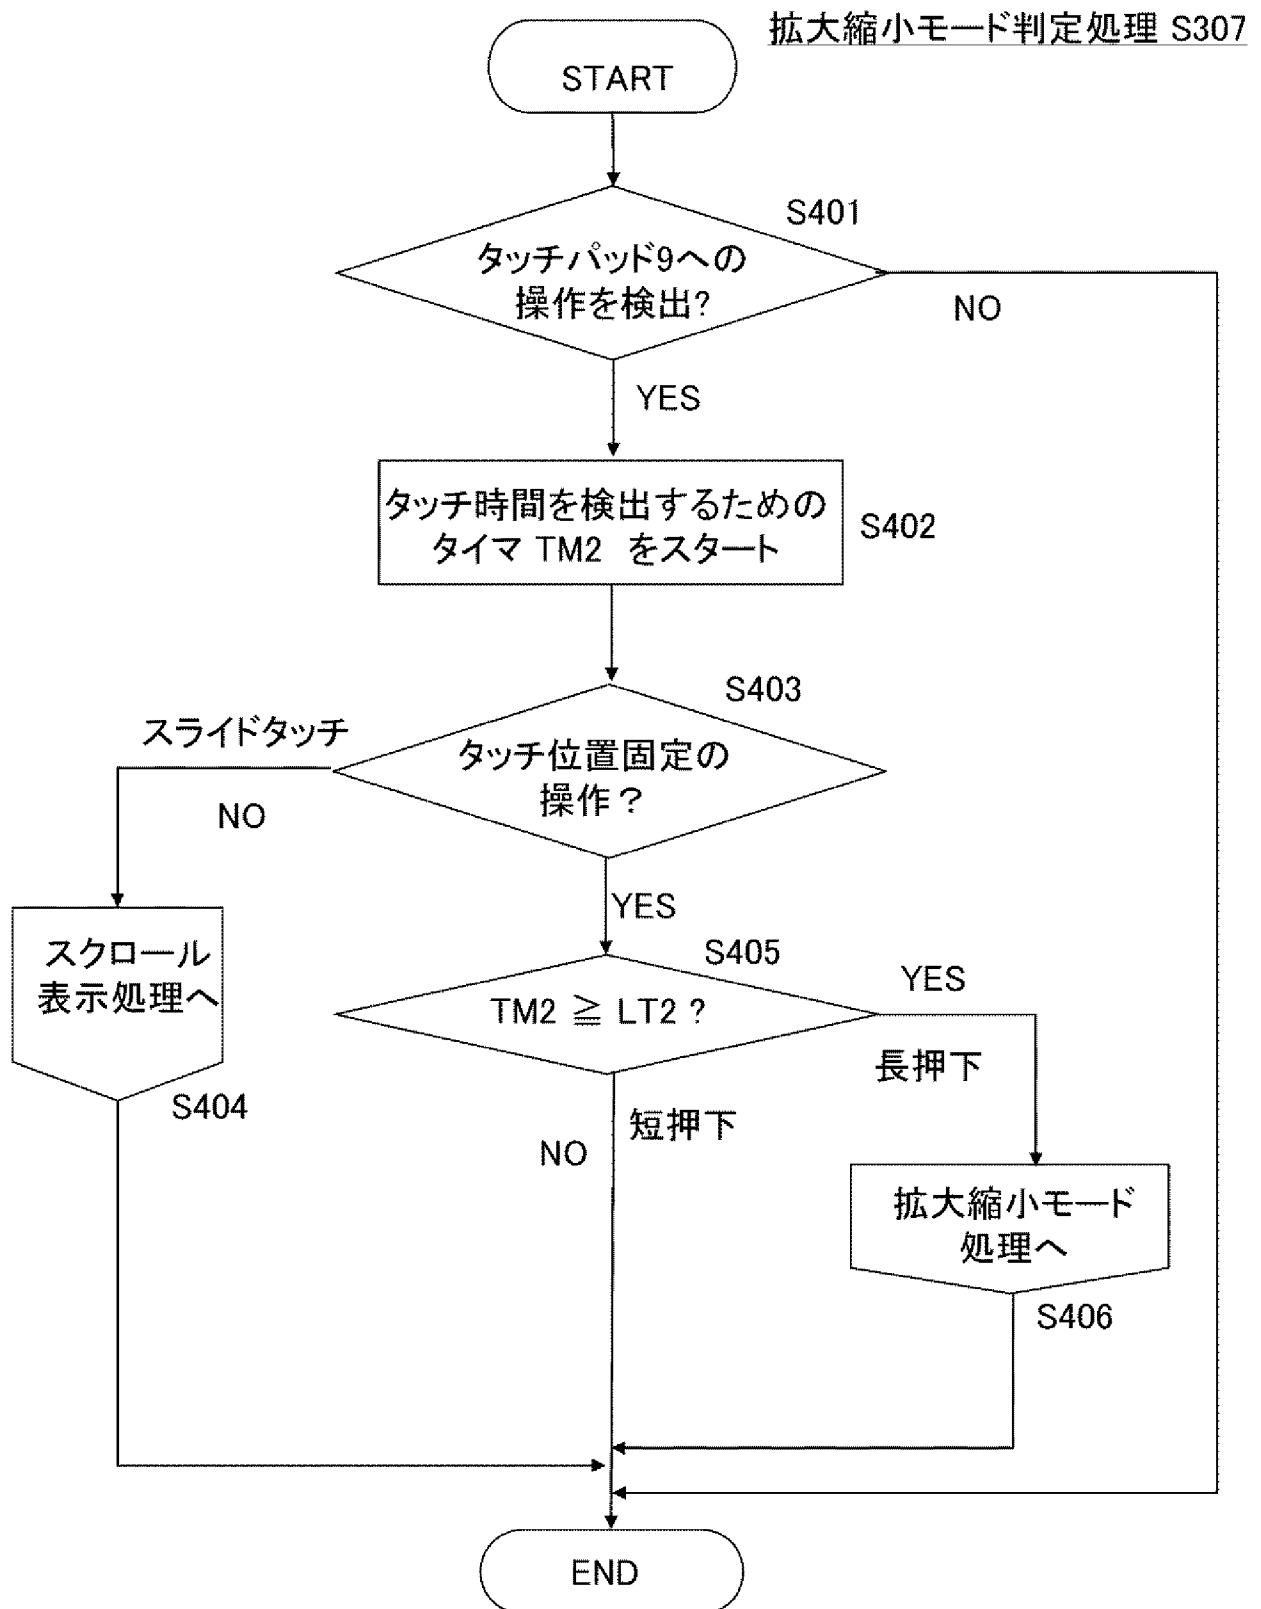 拡大縮小モード判定処理 S307
START
S401
タッチパッド9への
操作を検出?
NO
YES
タッチ時間を検出するための
タイマ TM2 をスタート
S402
S403
スライドタッチ
タッチ位置固定の
操作?
NO
YES
スクロール
表示処理へ
S404
S405
TM2 ≧ LT2 ?
YES
長押下
短押下
NO
拡大縮小モード
処理へ
S406
END